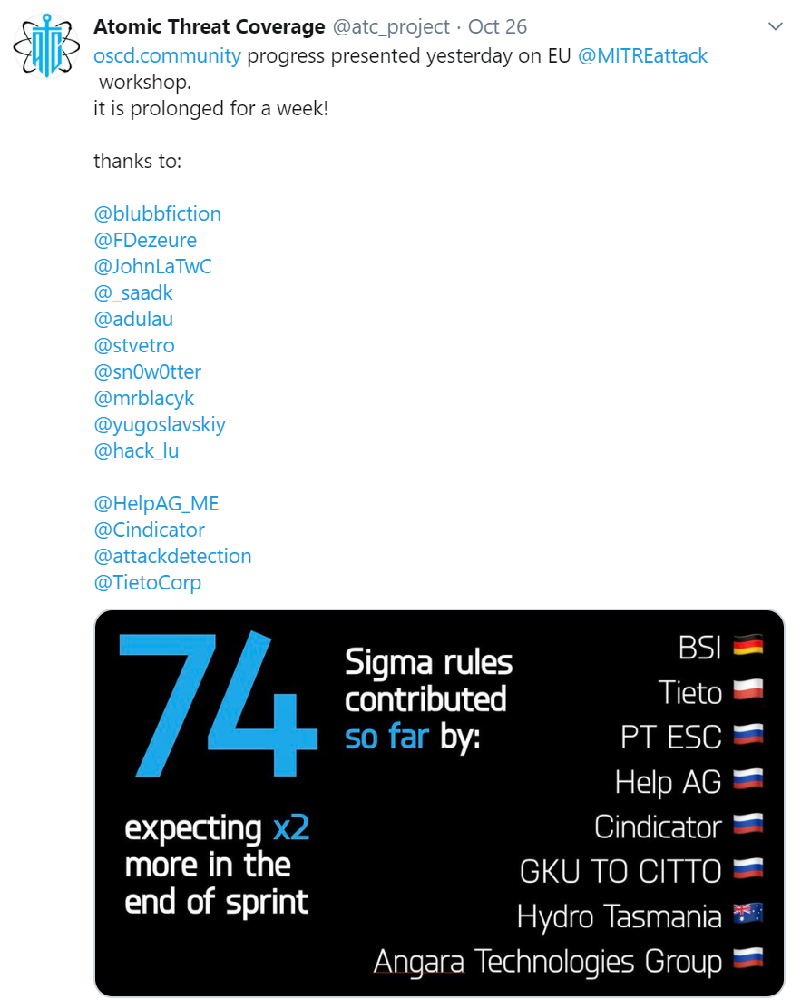 Atomic Threat Coverage @atc_project · Oct 26
oscd.community progress presented yesterday on EU @MITREattack
workshop.
it is prolonged for a week!
thanks to:
@blubbfiction
@FDezeure
@JohnLaTwC
@_saadk
@adulau
@stvetro
@sn0w0tter
@mrblacyk
@yugoslavskiy
@hack_lu
@HelpAG_ME
@Cindicator
@attackdetection
@TietoCorp
74
expecting x2
more in the
end of sprint
Sigma rules
contributed
so far by:
BSI
Tieto
PT ESC
Help AG
Cindicator
GKU TO CITTO
Hydro Tasmania
Angara Technologies Group